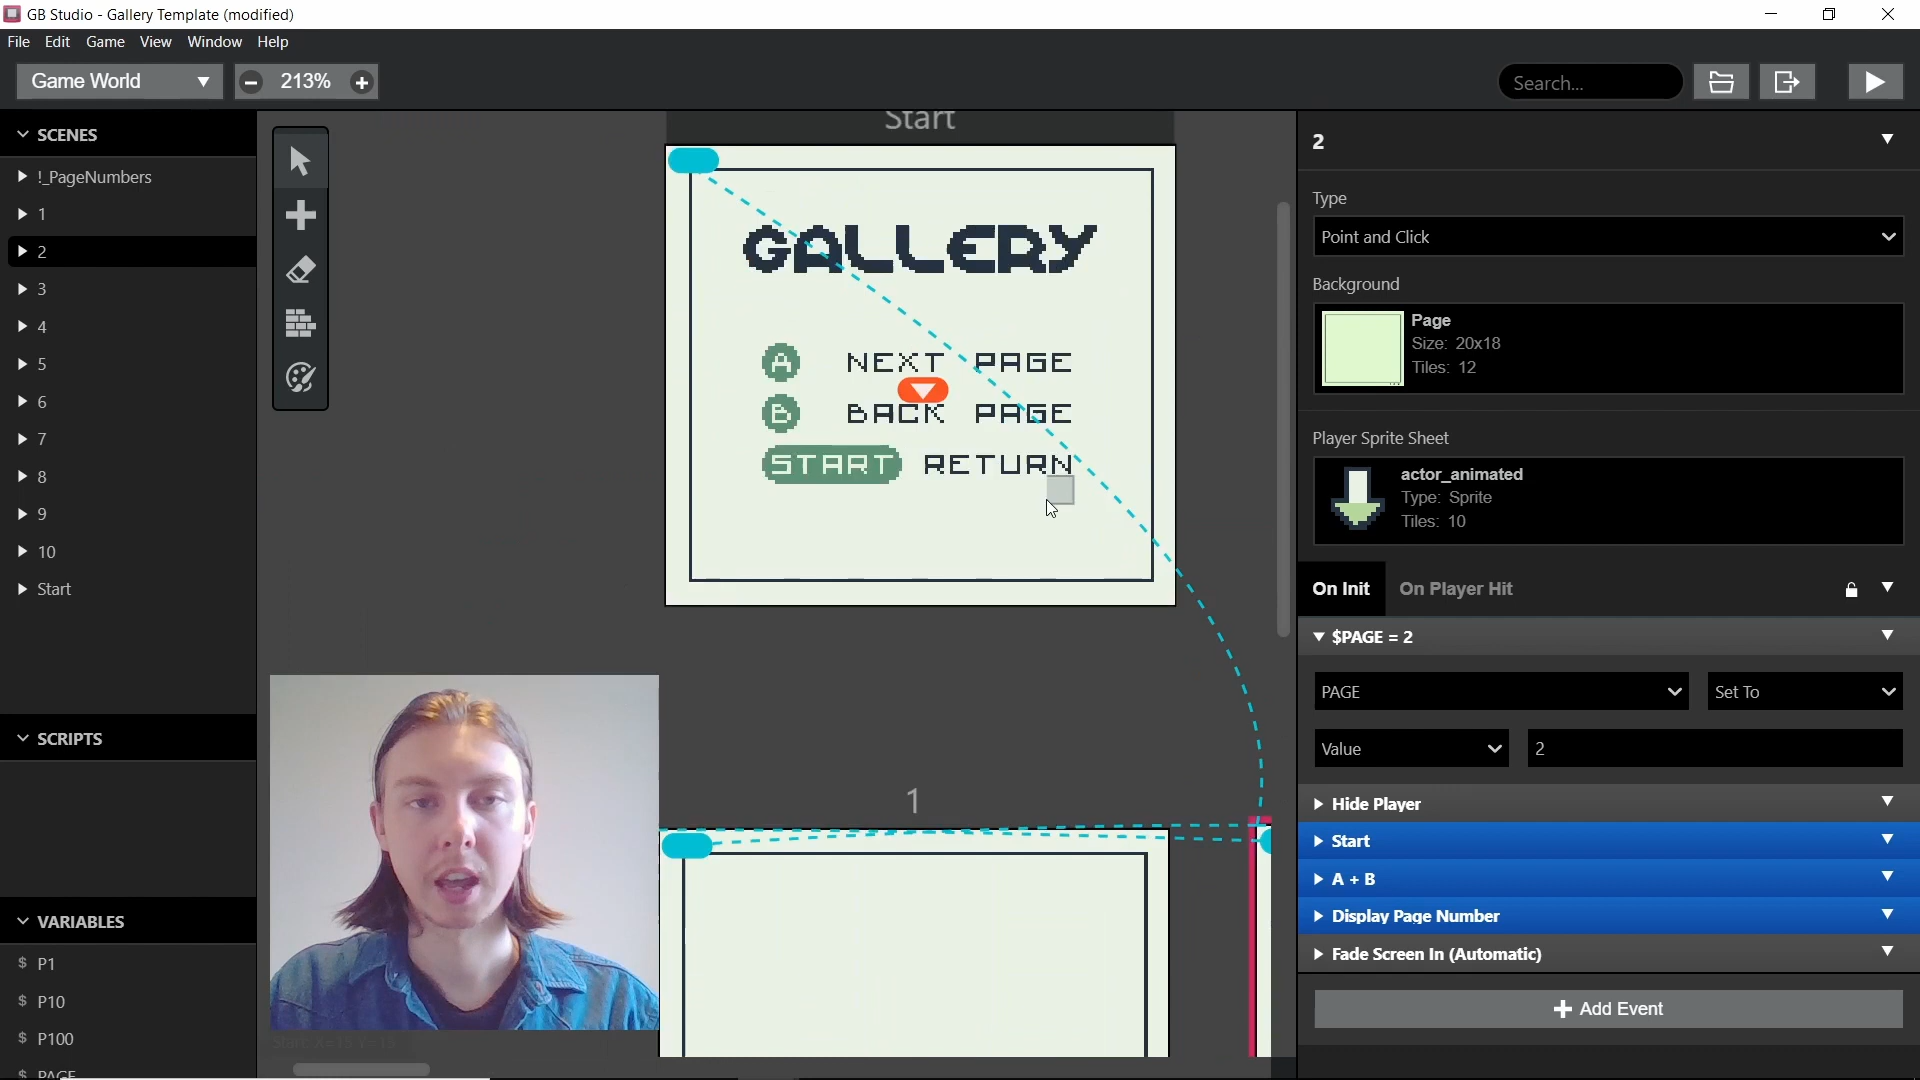 GB Studio - Gallery Template (modified)
File Edit Game View Window Help
Game World
213%
Search...
SCENES
!_PageNumbers
1
2
3
4
5
6
7
8
9
10
Start
SCRIPTS
VARIABLES
$ P1
$ P10
$ P100
$ PAGE
Start
GALLERY
A NEXT PAGE
B BACK PAGE
START RETURN
1
2
Type
Point and Click
Background
Page
Size: 20x18
Tiles: 12
Player Sprite Sheet
actor_animated
Type: Sprite
Tiles: 10
On Init On Player Hit
$PAGE = 2
PAGE Set To
Value 2
Hide Player
Start
A + B
Display Page Number
Fade Screen In (Automatic)
Add Event